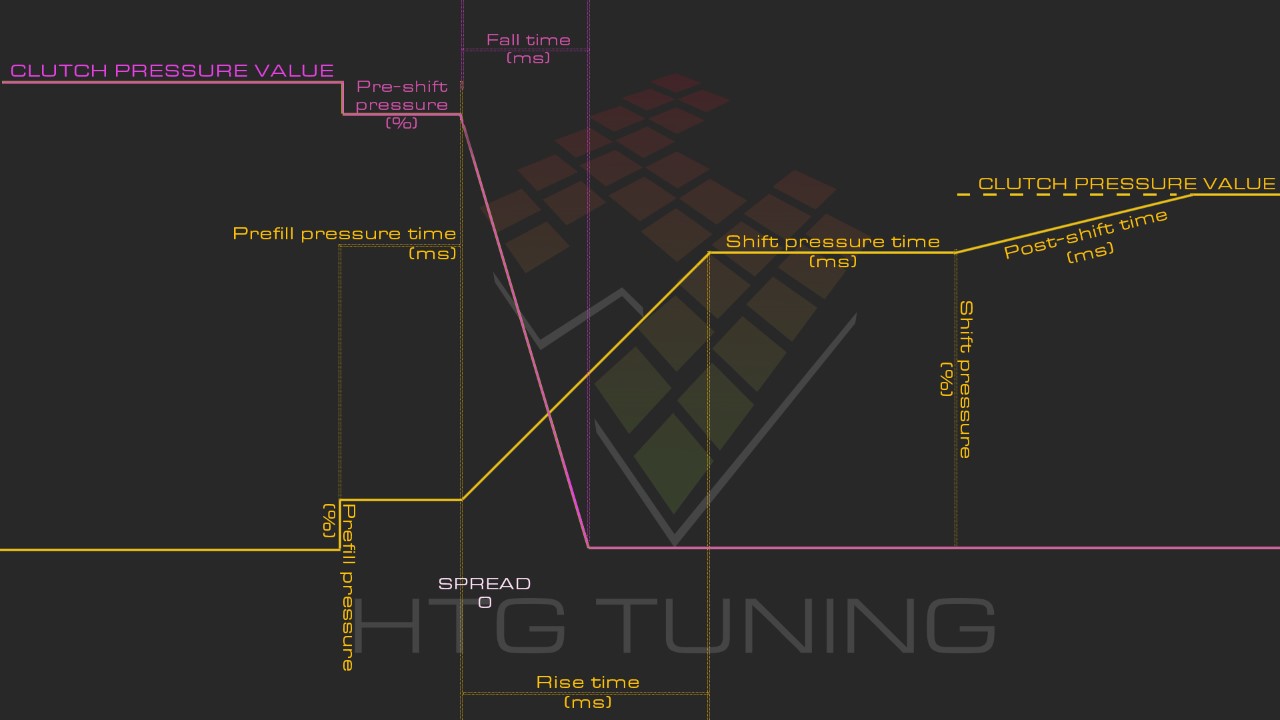 Fall time
(ms)
CLUTCH PRESSURE VALUE
Pre-shift
pressure
(%)
CLUTCH PRESSURE VALUE
Post-shift time
(ms)
Prefill pressure time
(ms)
Shift pressure time
(ms)
Shift pressure
(%)
Prefill pressure
(%)
SPREAD
0
HTG TUNING
Rise time
(ms)